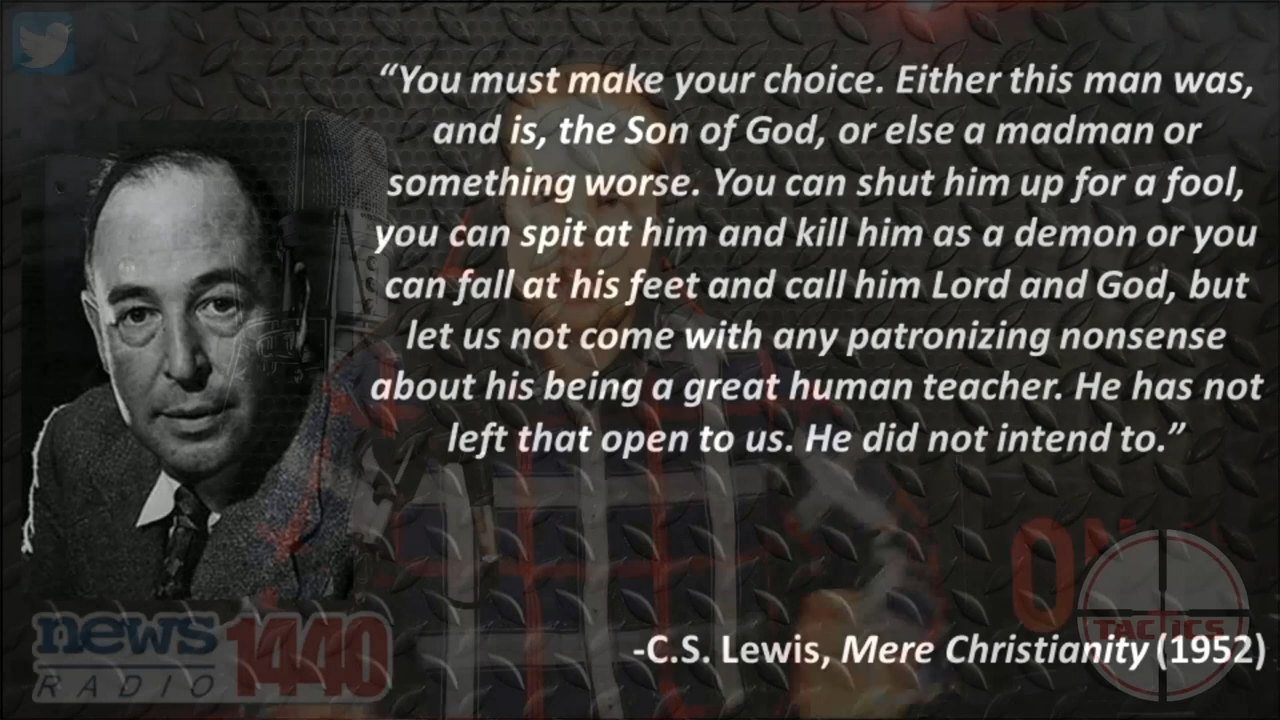 “You must make your choice. Either this man was,
and is, the Son of God, or else a madman or
something worse. You can shut him up for a fool,
you can spit at him and kill him as a demon or you
can fall at his feet and call him Lord and God, but
let us not come with any patronizing nonsense
about his being a great human teacher. He has not
left that open to us. He did not intend to.”
-C.S. Lewis, Mere Christianity (1952)
news 1440
RADIO
TACTICS